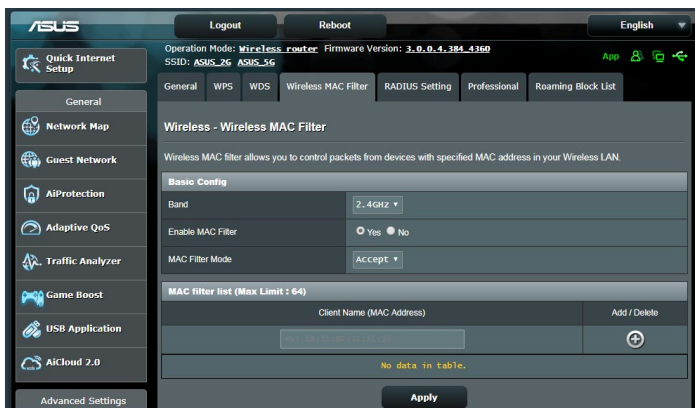 ASUS
Logout
Reboot
English
Quick Internet Setup
Operation Mode: Wireless router Firmware Version: 3.0.0.4.384_4360
SSID: ASUS_2G ASUS_5G
App
General
WPS
WDS
Wireless MAC Filter
RADIUS Setting
Professional
Roaming Block List
General
Network Map
Guest Network
AiProtection
Adaptive QoS
Traffic Analyzer
Game Boost
USB Application
AiCloud 2.0
Advanced Settings
Wireless - Wireless MAC Filter
Wireless MAC filter allows you to control packets from devices with specified MAC address in your Wireless LAN.
Basic Config
Band
2.4GHz
Enable MAC Filter
Yes No
MAC Filter Mode
Accept
MAC filter list (Max Limit : 64)
Client Name (MAC Address)
Add / Delete
No data in table.
Apply